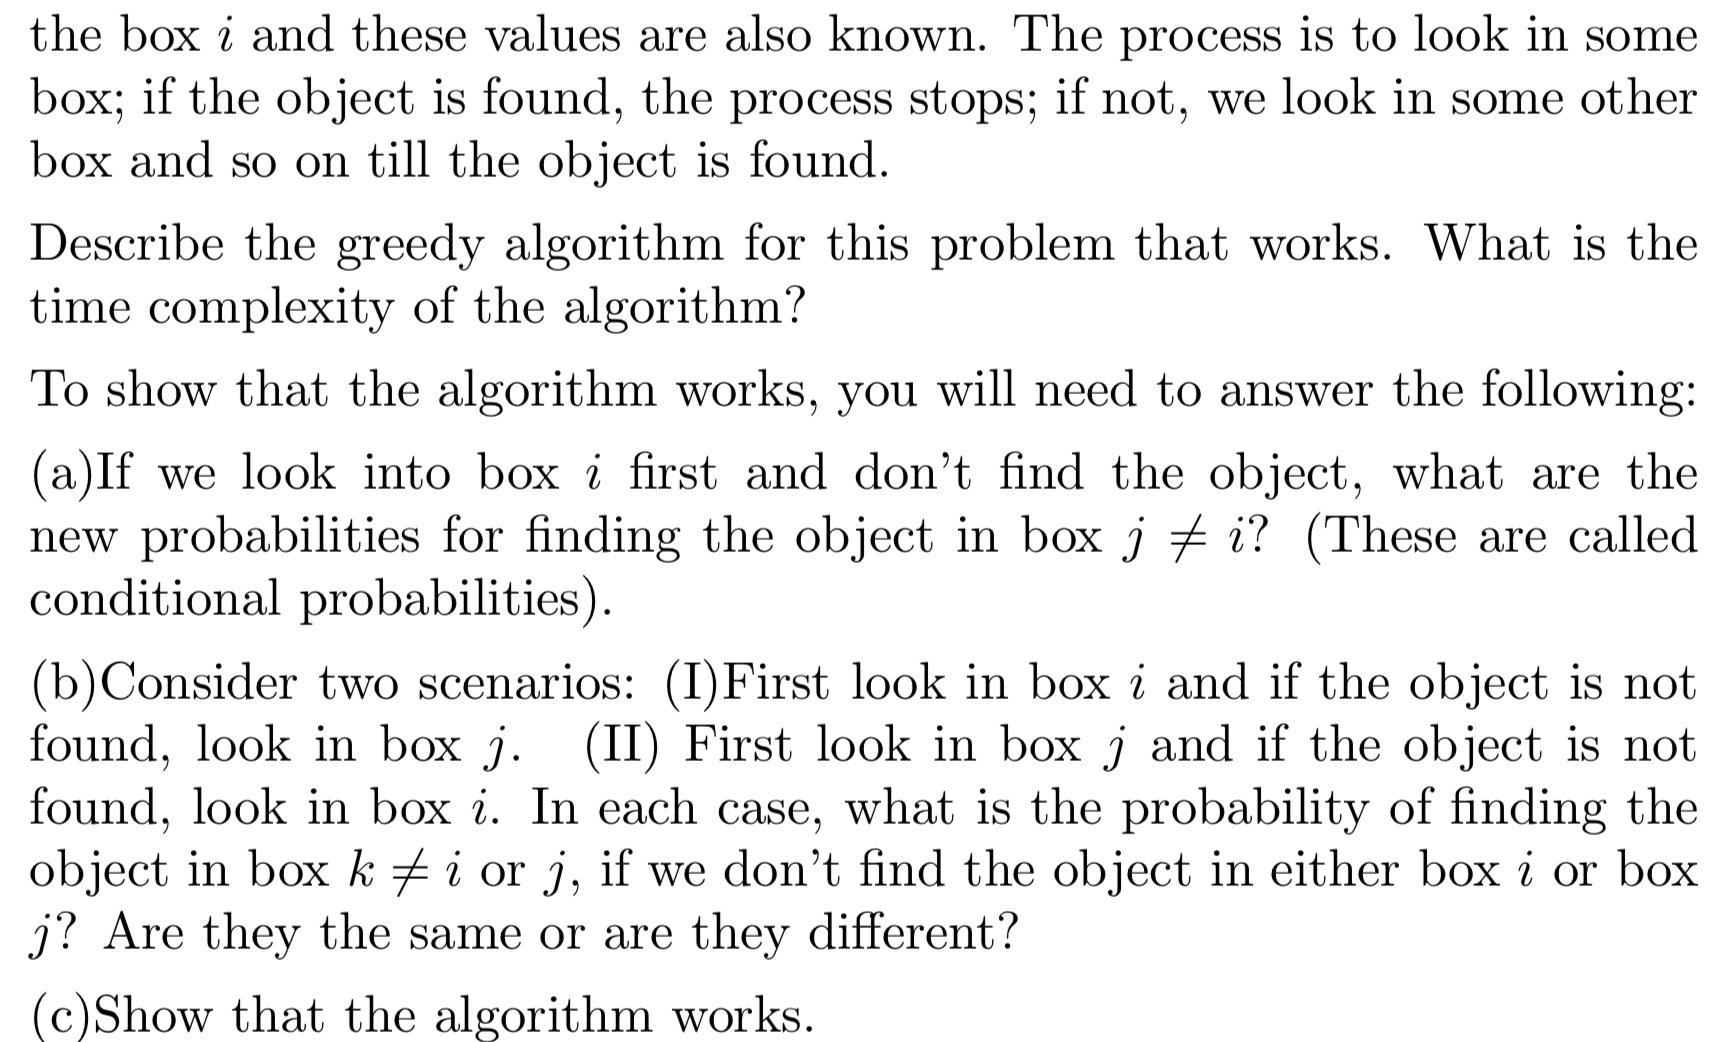 the box i and these values are also known. The process is to look in some
box; if the object is found, the process stops; if not, we look in some other
box and so on till the object is found.
Describe the greedy algorithm for this problem that works. What is the
time complexity of the algorithm?
To show that the algorithm works, you will need to answer the following:
(a)If we look into box i first and don't find the object, what are the
new probabilities for finding the object in box j ≠ i? (These are called
conditional probabilities).
(b)Consider two scenarios: (I)First look in box i and if the object is not
found, look in box j. (II) First look in box j and if the object is not
found, look in box i. In each case, what is the probability of finding the
object in box k ≠ i or j, if we don't find the object in either box i or box
j? Are they the same or are they different?
(c)Show that the algorithm works.